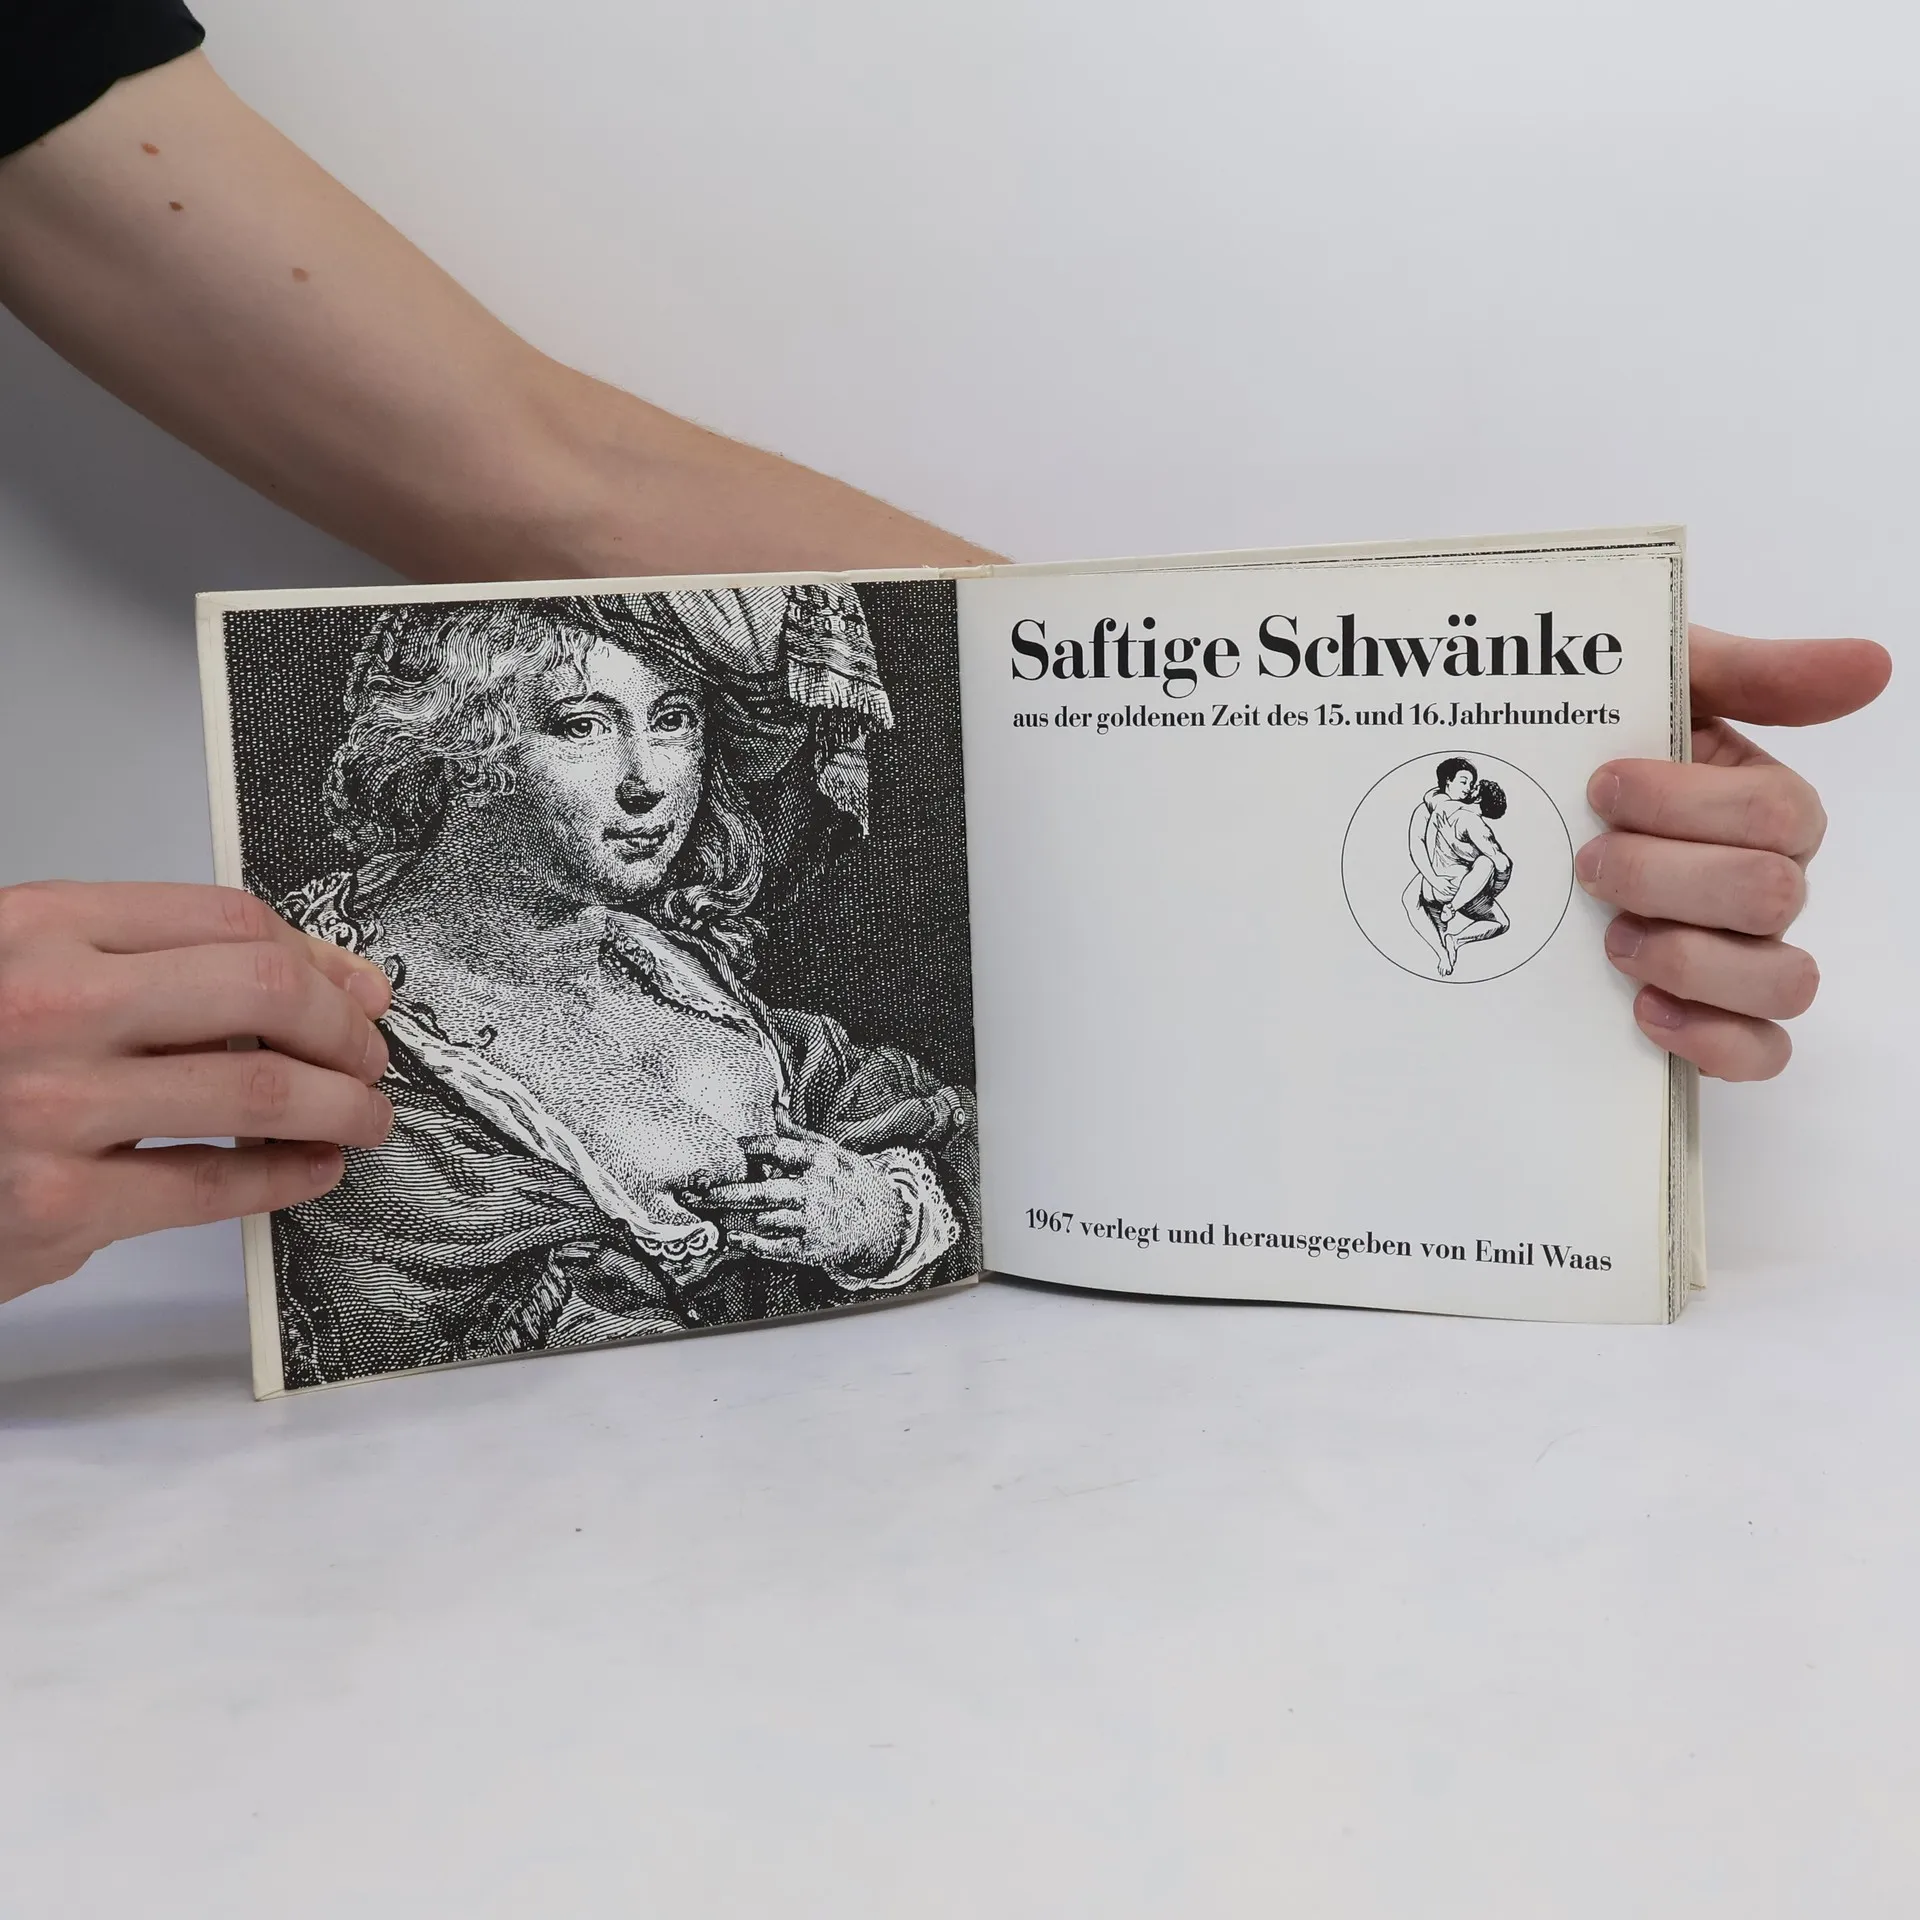 Saftige Schwänke
aus der goldenen Zeit des 15. und 16. Jahrhunderts
1967 verlegt und herausgegeben von Emil Waas